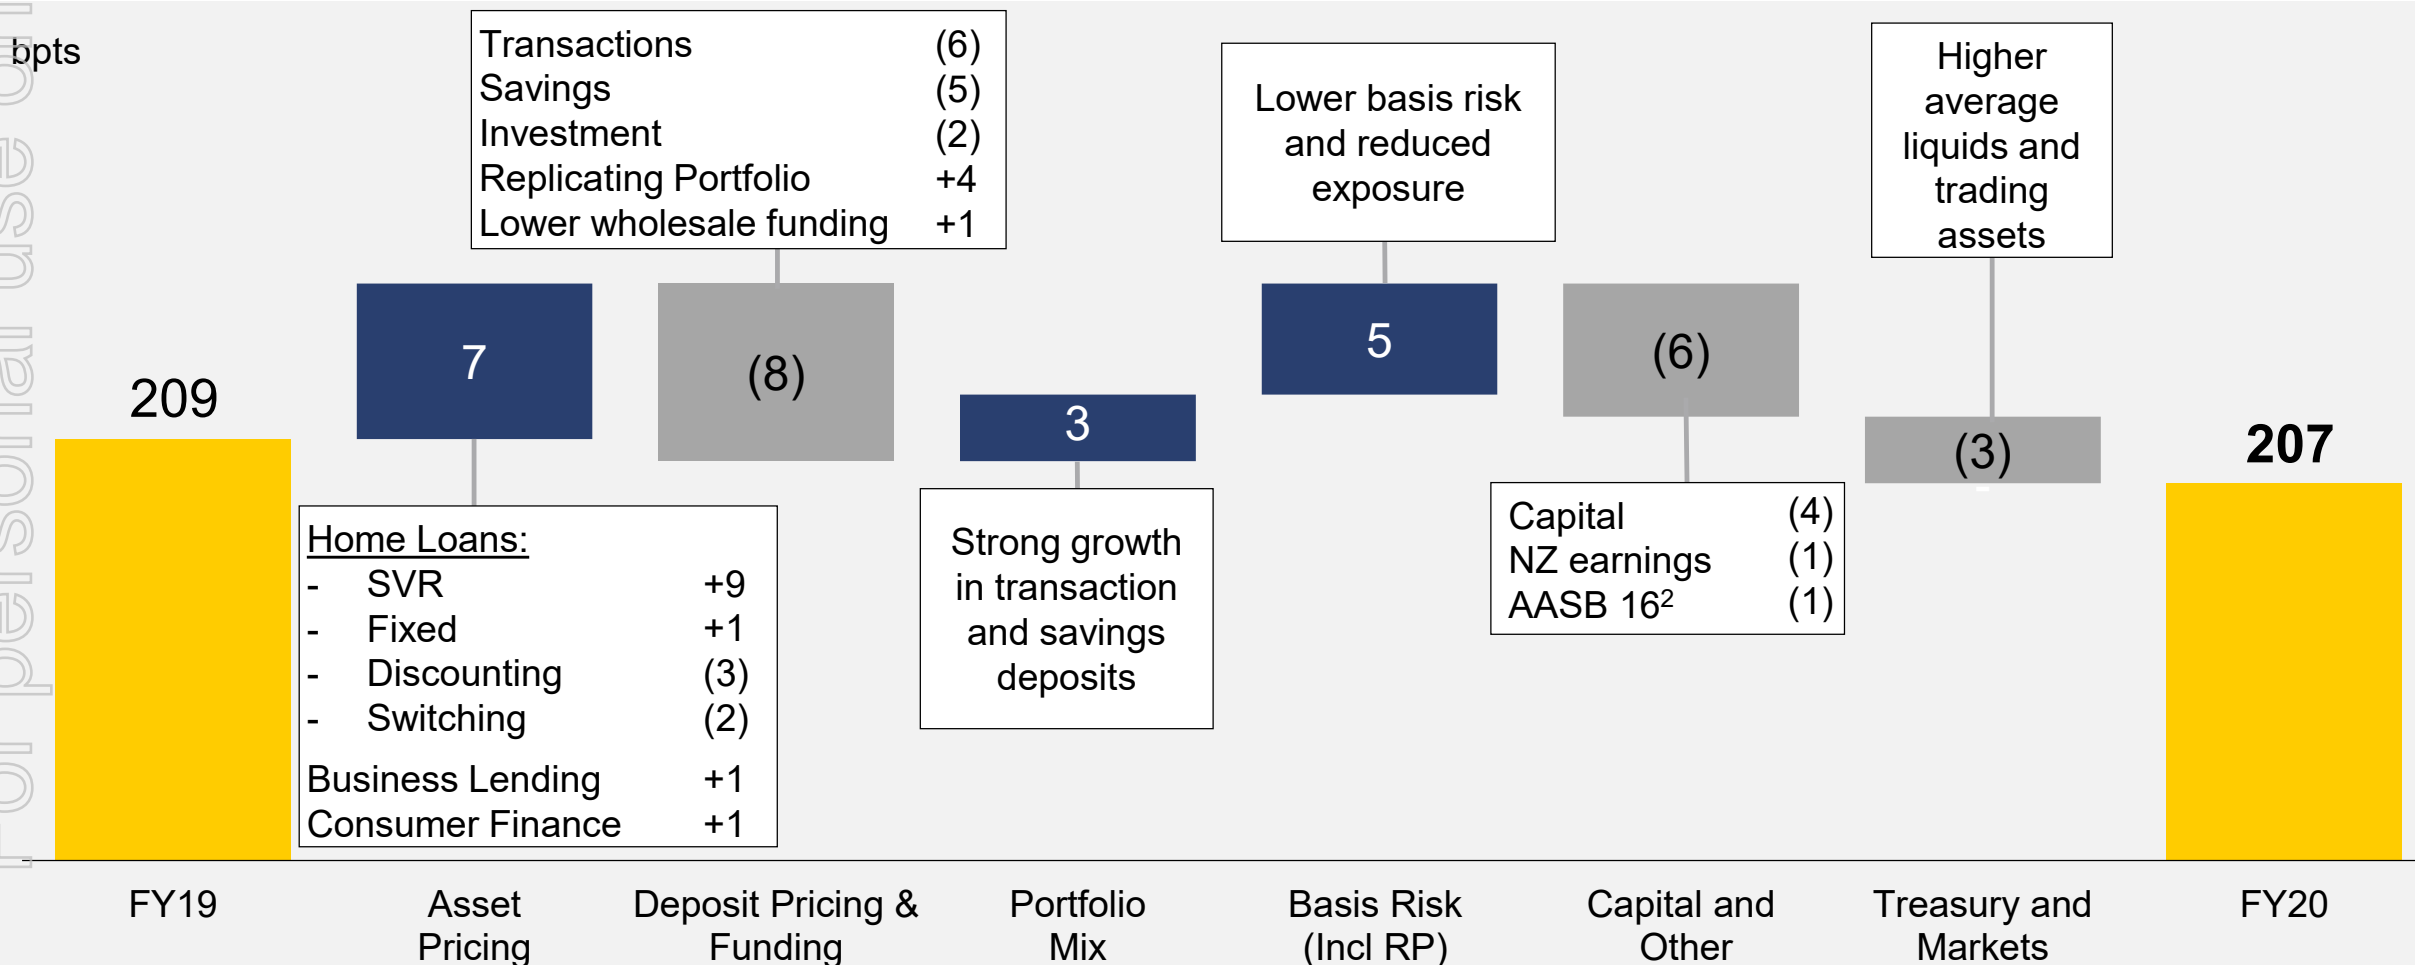 bpts
Transactions (6)
Savings (5)
Investment (2)
Replicating Portfolio +4
Lower wholesale funding +1
Lower basis risk
and reduced
exposure
Higher
average
liquids and
trading
assets
209
7
(8)
3
5
(6)
(3)
207
Home Loans:
- SVR +9
- Fixed +1
- Discounting (3)
- Switching (2)
Business Lending +1
Consumer Finance +1
Strong growth
in transaction
and savings
deposits
Capital (4)
NZ earnings (1)
AASB 16² (1)
FY19
Asset
Pricing
Deposit Pricing &
Funding
Portfolio
Mix
Basis Risk
(Incl RP)
Capital and
Other
Treasury and
Markets
FY20
For personal use